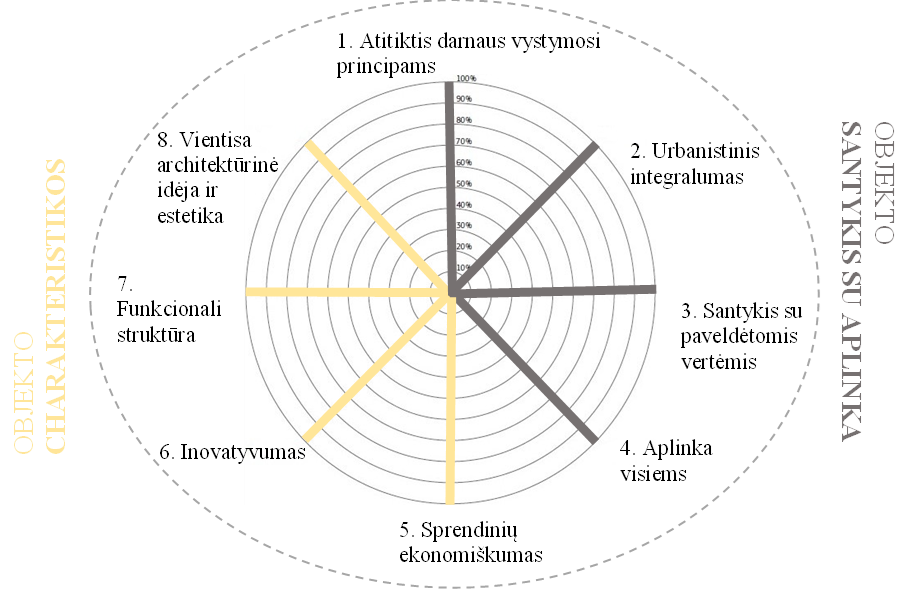 1. Atitiktis darnaus vystymosi
principams
100%
90%
80%
70%
60%
50%
40%
30%
20%
10%
2. Urbanistinis
integralumas
3. Santykis su
paveldėtomis
vertėmis
4. Aplinka
visiems
5. Sprendinių
ekonomiškumas
6. Inovatyvumas
7.
Funkcionali
struktūra
8. Vientisa
architektūrinė
idėja ir
estetika
OBJEKTO
CHARAKTERISTIKOS
OBJEKTO
SANTYKIS SU APLINKA